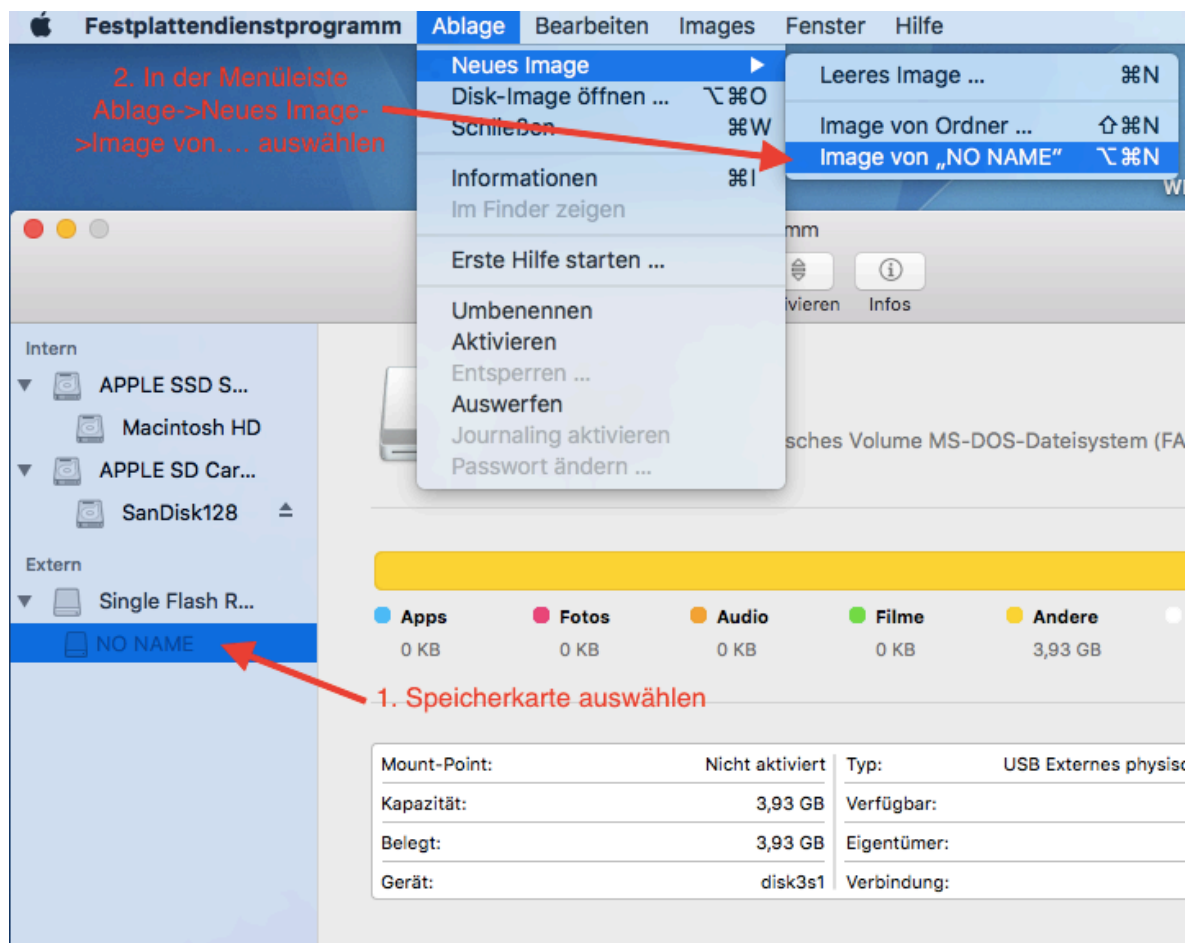 Festplattendienstprogramm Ablage Bearbeiten Images Fenster Hilfe
2. In der Menüleiste
Ablage->Neues Image-
>Image von.... auswählen
Neues Image
Disk-Image öffnen ... ⌥⌘O
Schließen ⌘W
Informationen ⌘I
Im Finder zeigen
Erste Hilfe starten ...
Umbenennen
Aktivieren
Entsperren ...
Auswerfen
Journaling aktivieren
Passwort ändern ...
Leeres Image ... ⌘N
Image von Ordner ... ⇧⌘N
Image von „NO NAME” ⌥⌘N
mm
ivieren Infos
Intern
APPLE SSD S...
Macintosh HD
APPLE SD Car...
SanDisk128
Extern
Single Flash R...
NO NAME
sches Volume MS-DOS-Dateisystem (FA
Apps Fotos Audio Filme Andere
0 KB 0 KB 0 KB 0 KB 3,93 GB
1. Speicherkarte auswählen
Mount-Point: Nicht aktiviert Typ: USB Externes physisc
Kapazität: 3,93 GB Verfügbar:
Belegt: 3,93 GB Eigentümer:
Gerät: disk3s1 Verbindung: